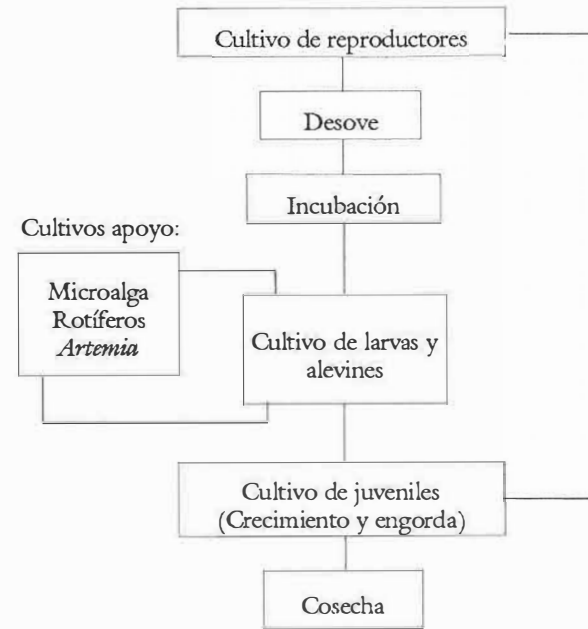 Cultivo de reproductores
Desove
Incubación
Cultivos apoyo:
Microalga
Rotíferos
Artemia
Cultivo de larvas y
alevines
Cultivo de juveniles
(Crecimiento y engorda)
Cosecha